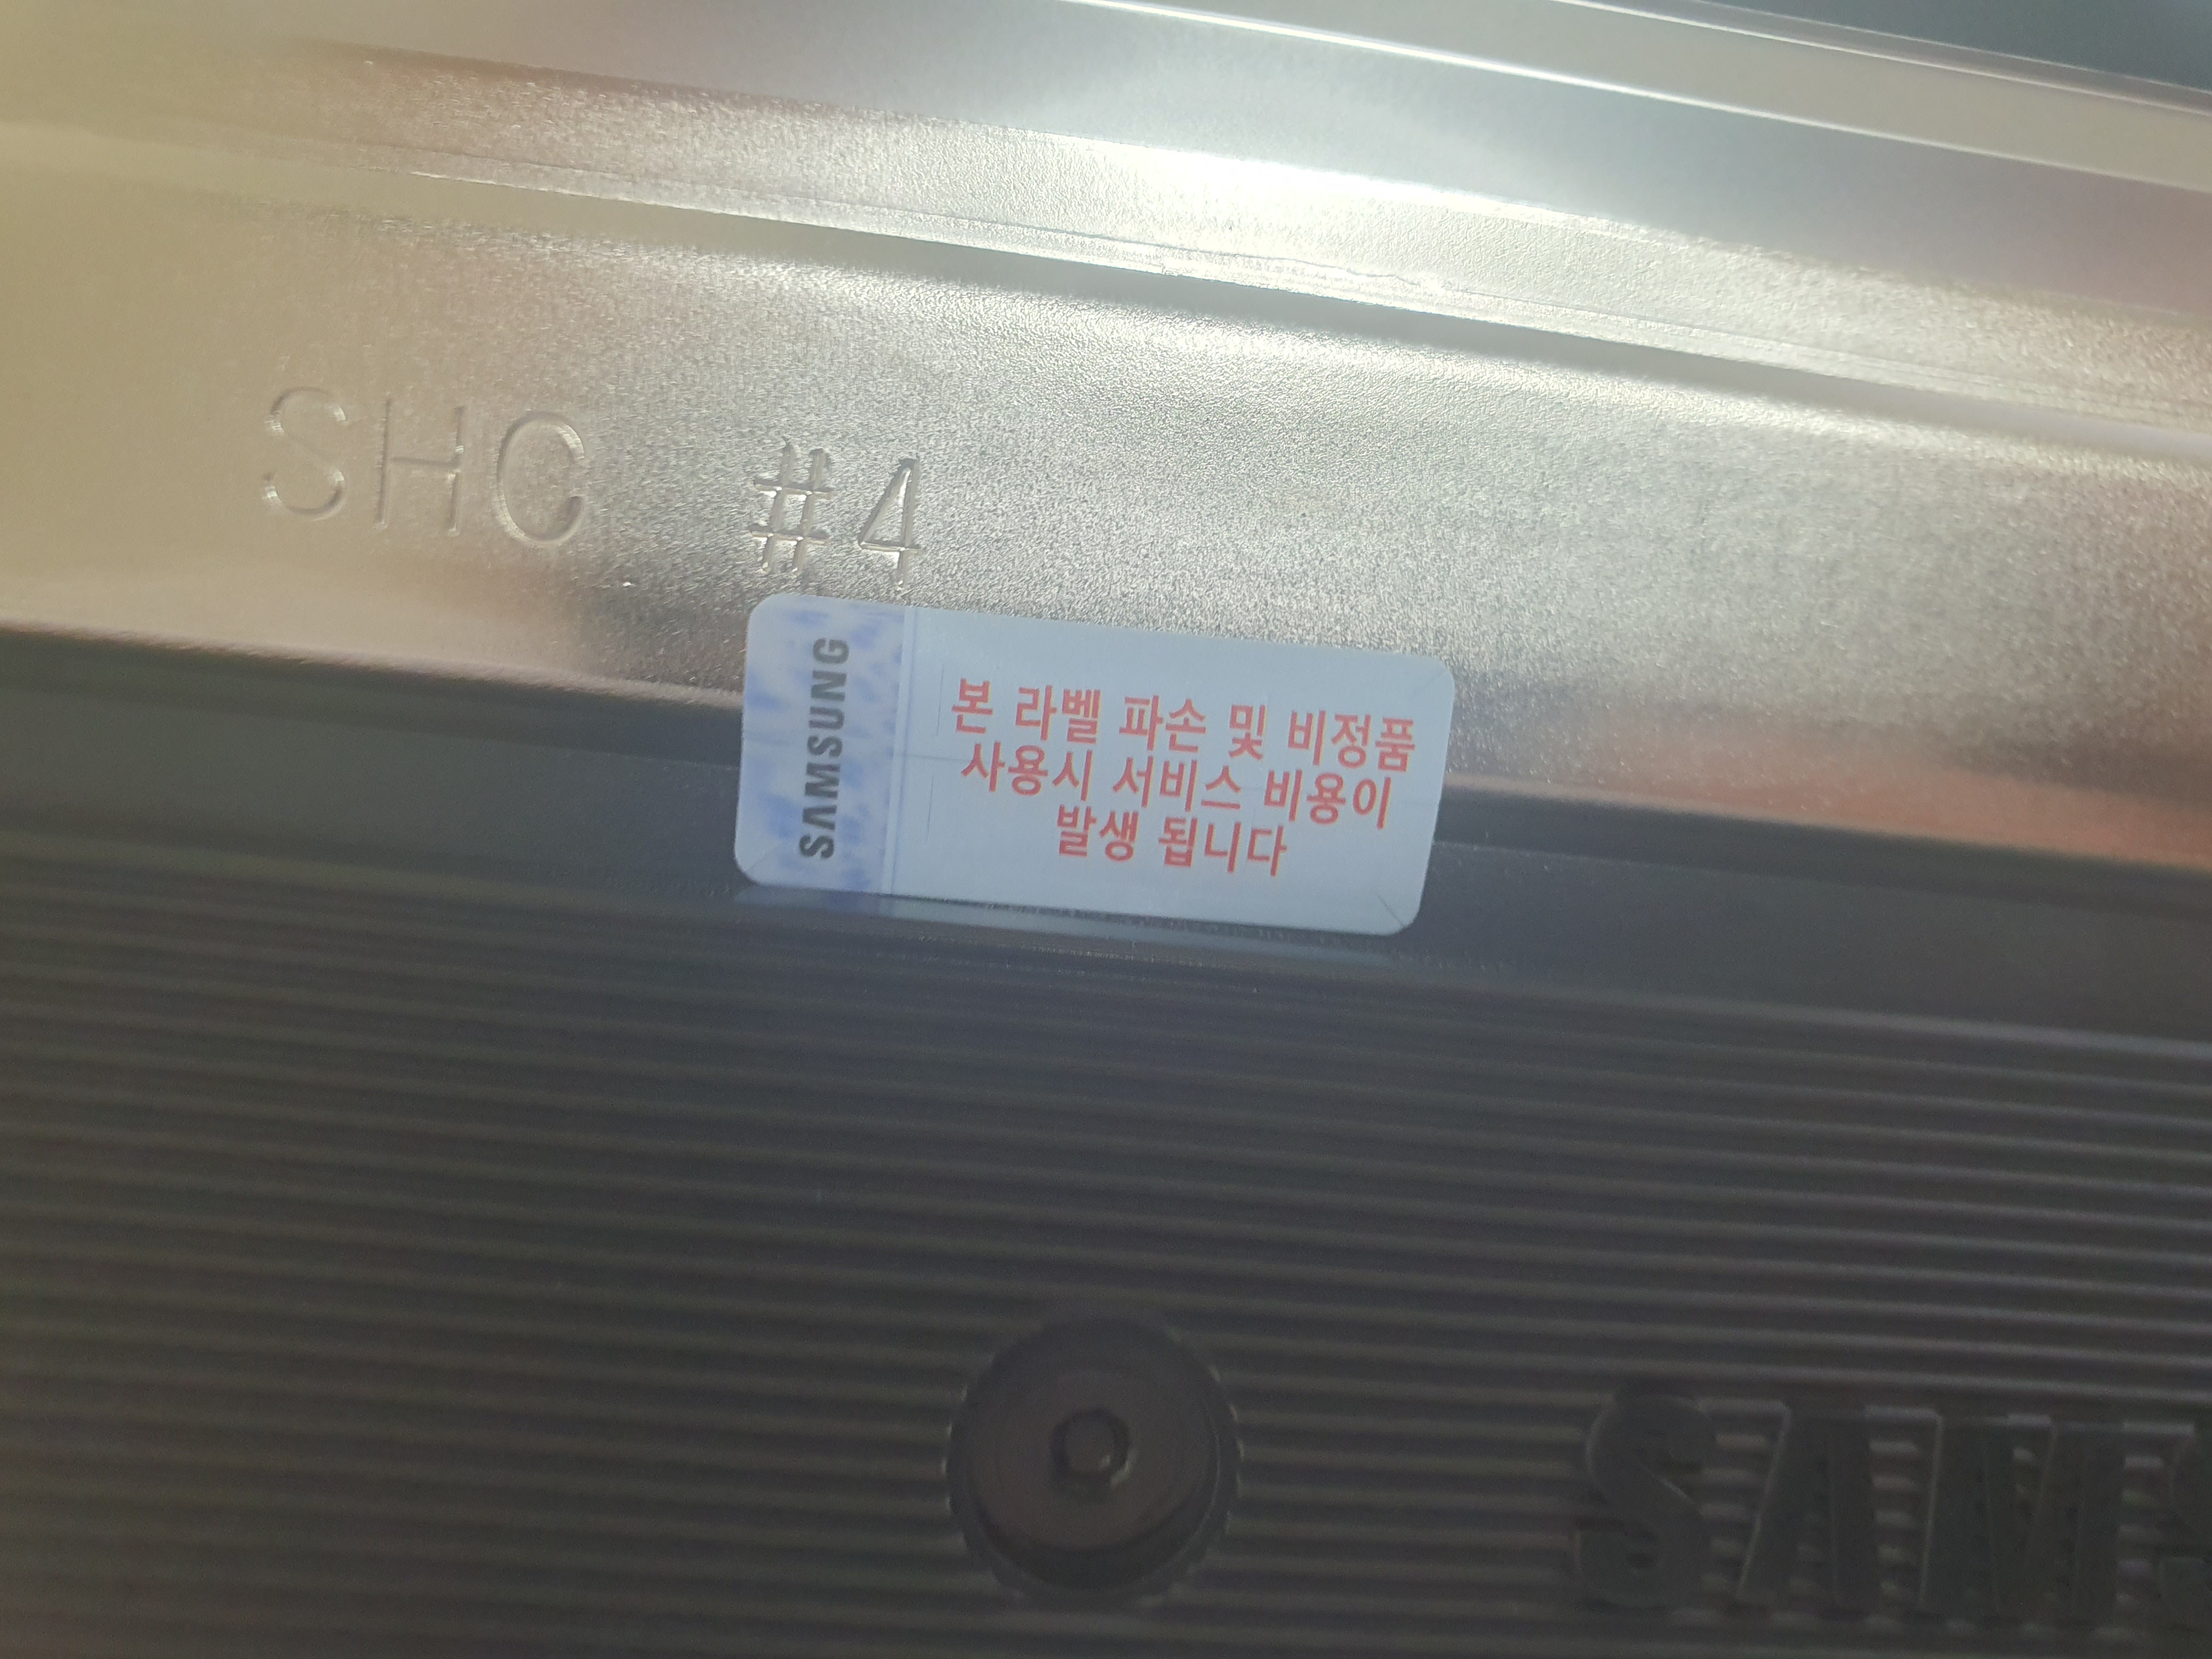 SHC #4
SAMSUNG
본 라벨 파손 및 비정품
사용시 서비스 비용이
발생 됩니다
SAMS